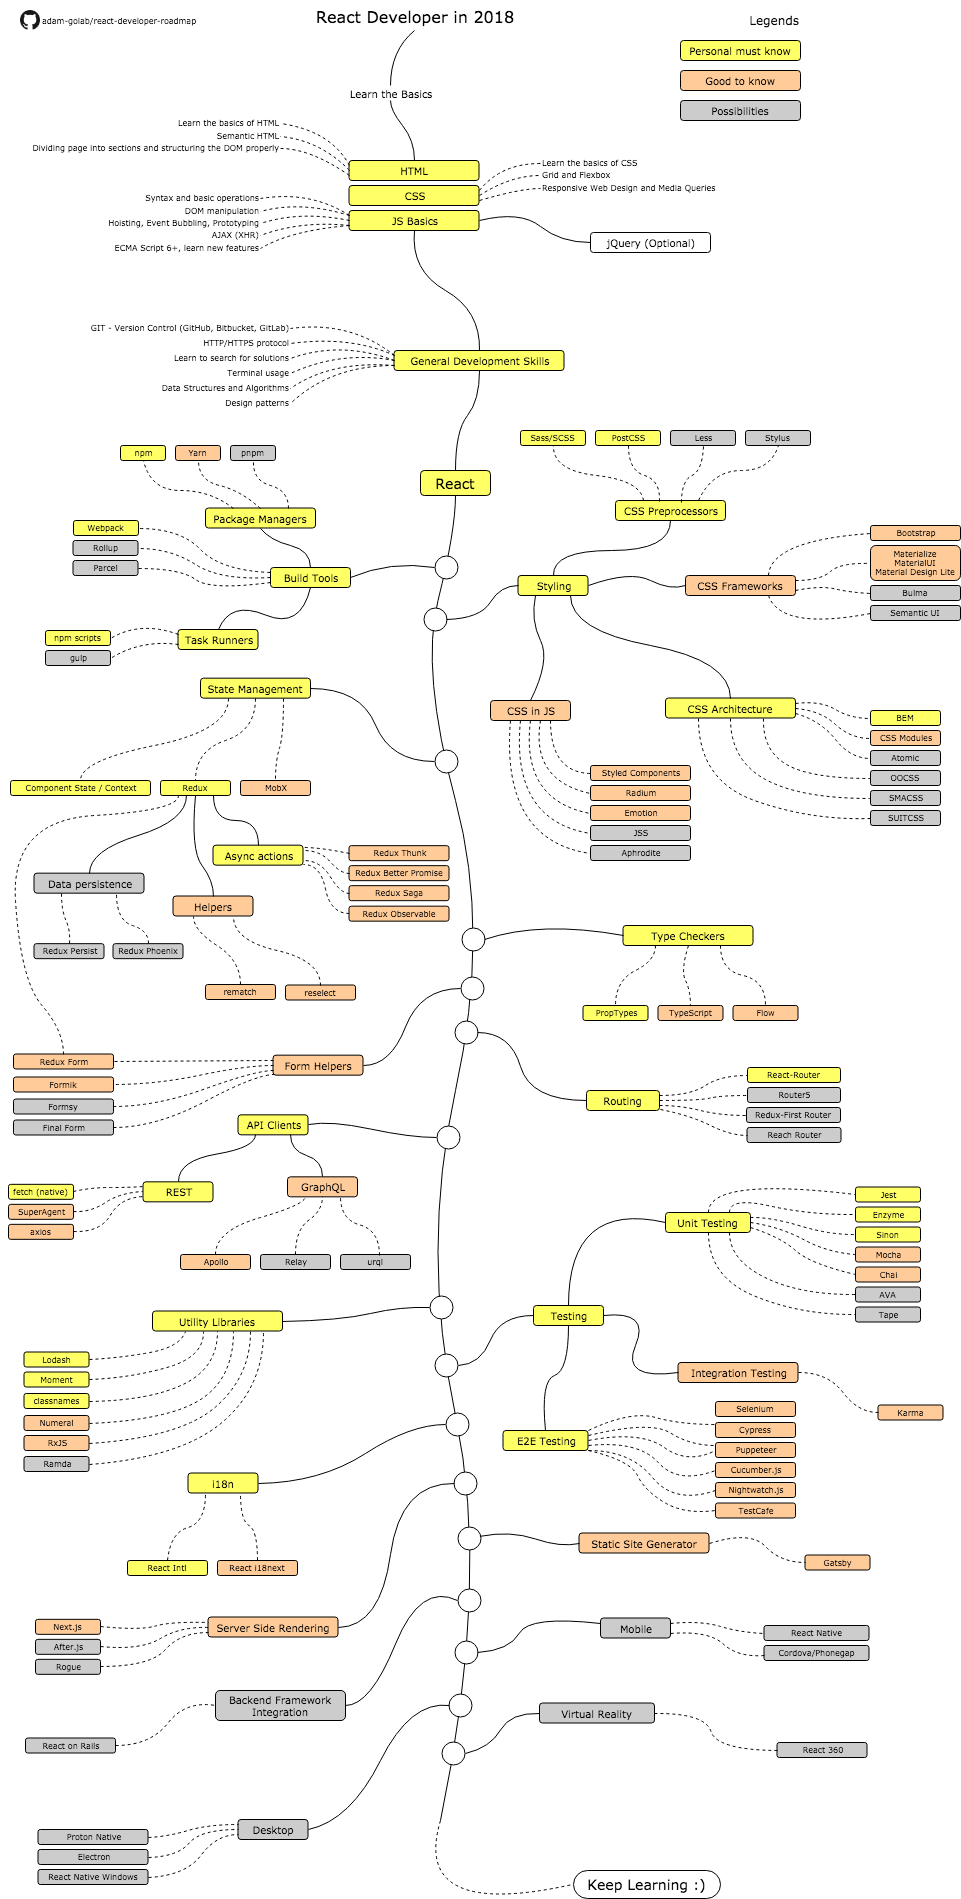 adam-golab/react-developer-roadmap
React Developer in 2018
Legends
Personal must know
Good to know
Possibilities
Learn the Basics
Learn the basics of HTML
Semantic HTML
Dividing page into sections and structuring the DOM properly
HTML
CSS
JS Basics
Learn the basics of CSS
Grid and Flexbox
Responsive Web Design and Media Queries
Syntax and basic operations
DOM manipulation
Hoisting, Event Bubbling, Prototyping
AJAX (XHR)
ECMA Script 6+, learn new features
jQuery (Optional)
GIT - Version Control (GitHub, Bitbucket, GitLab)
HTTP/HTTPS protocol
Learn to search for solutions
Terminal usage
Data Structures and Algorithms
Design patterns
General Development Skills
React
npm
Yarn
pnpm
Package Managers
Webpack
Rollup
Parcel
Build Tools
npm scripts
gulp
Task Runners
Sass/SCSS
PostCSS
Less
Stylus
CSS Preprocessors
Styling
CSS Frameworks
Bootstrap
Materialize
MaterialUI
Material Design Lite
Bulma
Semantic UI
CSS in JS
Styled Components
Radium
Emotion
JSS
Aphrodite
CSS Architecture
BEM
CSS Modules
Atomic
OOCSS
SMACSS
SUITCSS
State Management
Component State / Context
Redux
MobX
Async actions
Redux Thunk
Redux Better Promise
Redux Saga
Redux Observable
Data persistence
Redux Persist
Redux Phoenix
Helpers
rematch
reselect
Type Checkers
PropTypes
TypeScript
Flow
Form Helpers
Redux Form
Formik
Formsy
Final Form
Routing
React-Router
Router5
Redux-First Router
Reach Router
API Clients
REST
fetch (native)
SuperAgent
axios
GraphQL
Apollo
Relay
urql
Utility Libraries
Lodash
Moment
classnames
Numeral
RxJS
Ramda
Testing
Unit Testing
Jest
Enzyme
Sinon
Mocha
Chai
AVA
Tape
Integration Testing
Karma
E2E Testing
Selenium
Cypress
Puppeteer
Cucumber.js
Nightwatch.js
TestCafe
i18n
React Intl
React i18next
Static Site Generator
Gatsby
Server Side Rendering
Next.js
After.js
Rogue
Mobile
React Native
Cordova/Phonegap
Backend Framework
Integration
React on Rails
Virtual Reality
React 360
Desktop
Proton Native
Electron
React Native Windows
Keep Learning :)